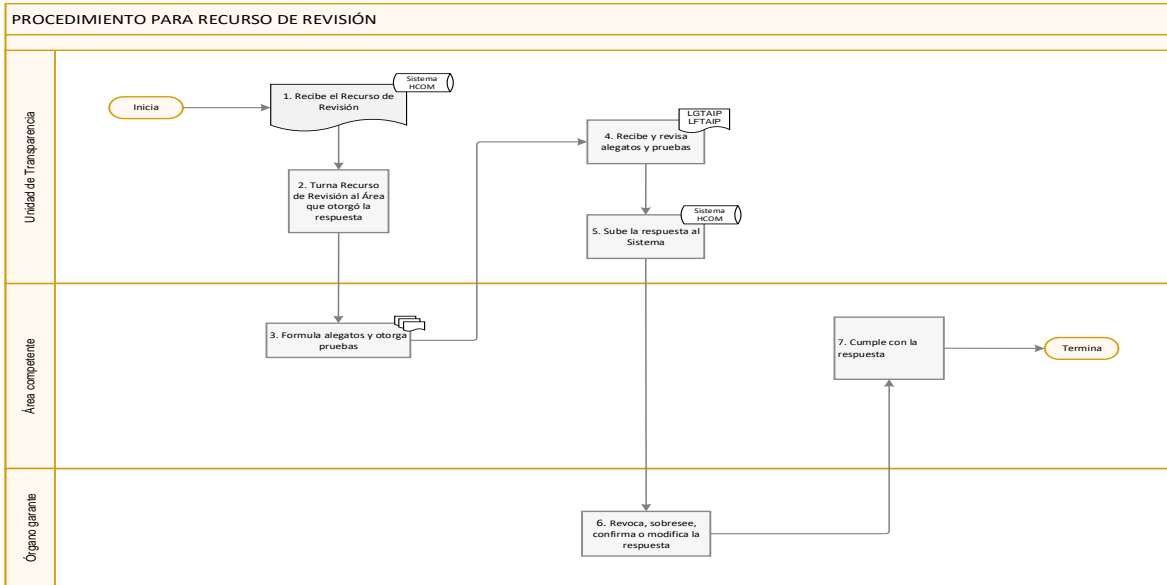 PROCEDIMIENTO PARA RECURSO DE REVISIÓN
Unidad de Transparencia
Inicia
Sistema
HCOM
1. Recibe el Recurso de
Revisión
2. Turna Recurso
de Revisión al Área
que otorgó la
respuesta
LGTAIP
LFTAIP
4. Recibe y revisa
alegatos y pruebas
Sistema
HCOM
5. Sube la respuesta al
Sistema
Área competente
3. Formula alegatos y otorga
pruebas
7. Cumple con la
respuesta
Termina
Órgano garante
6. Revoca, sobresee,
confirma o modifica la
respuesta